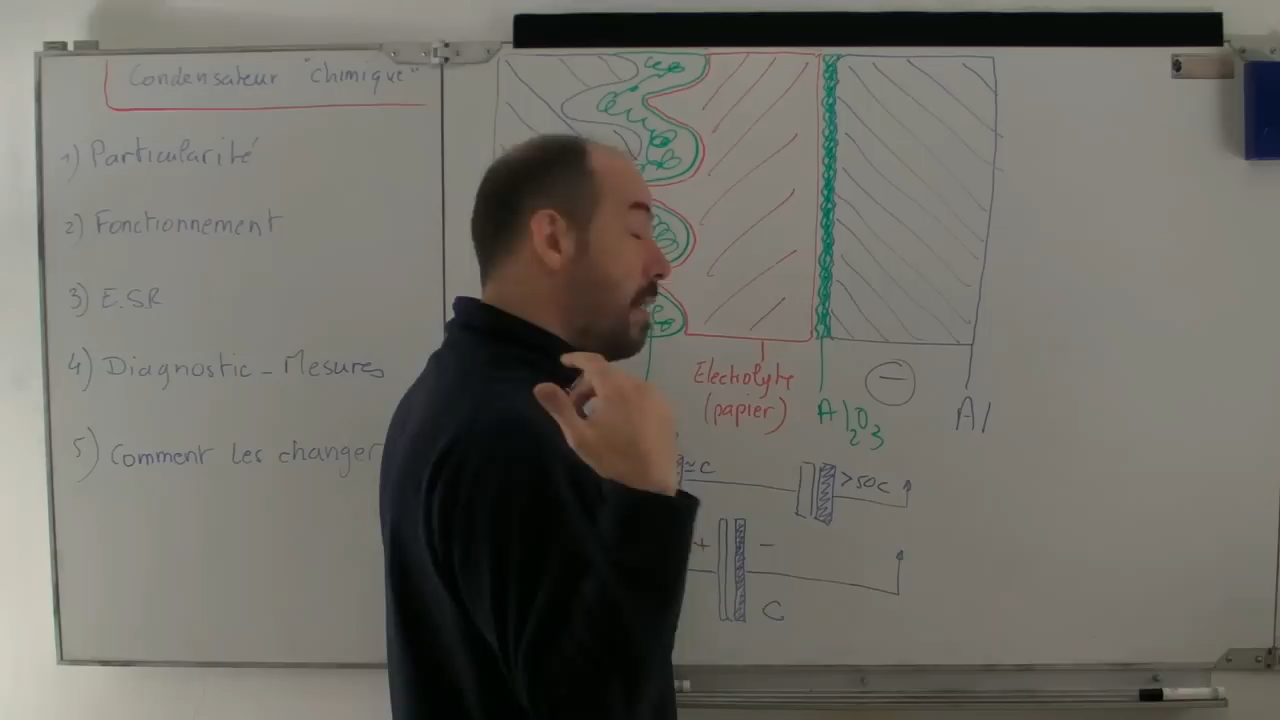 Condensateur "chimique"
1) Particularité
2) Fonctionnement
3) E.S.R
4) Diagnostic - Mesures
5) Comment les changer
Electrolyte
(papier)
Al2O3
−
Al
≃C
>50C
+
−
C